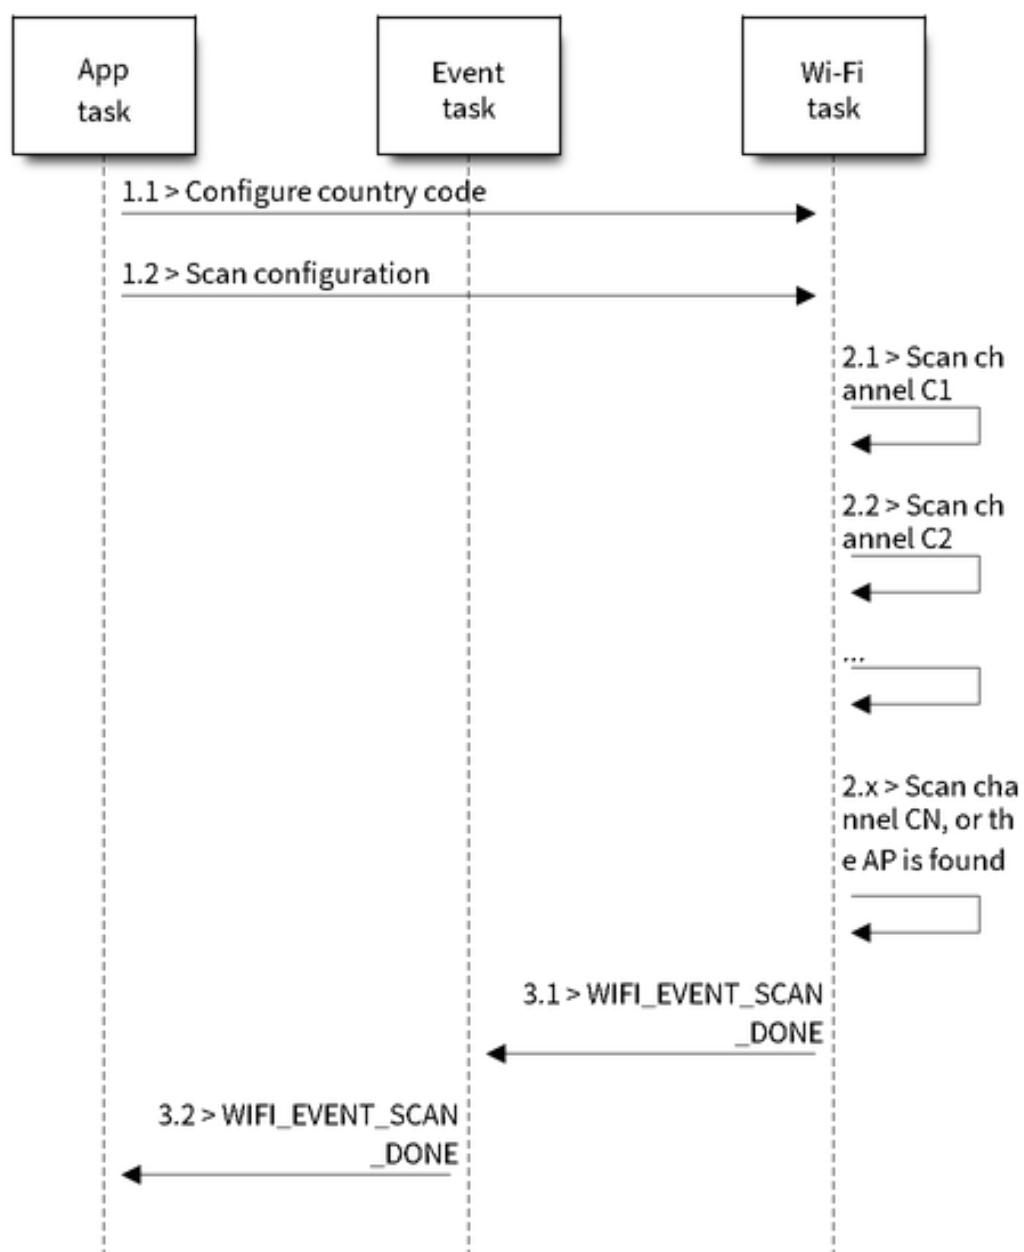 App
task
Event
task
Wi-Fi
task
1.1 > Configure country code
1.2 > Scan configuration
2.1 > Scan ch
annel C1
2.2 > Scan ch
annel C2
...
2.x > Scan cha
nnel CN, or th
e AP is found
3.1 > WIFI_EVENT_SCAN
_DONE
3.2 > WIFI_EVENT_SCAN
_DONE